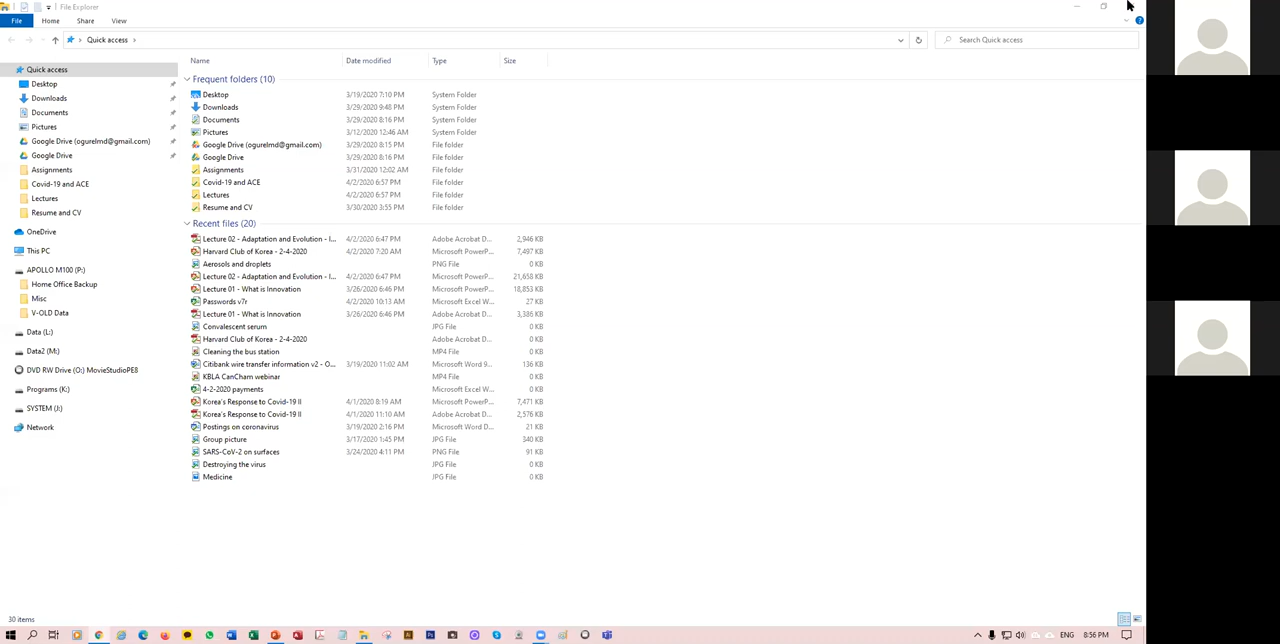 File Explorer
File Home Share View
Quick access
Search Quick access
Name Date modified Type Size
Quick access
Desktop
Downloads
Documents
Pictures
Google Drive (ogurelmd@gmail.com)
Google Drive
Assignments
Covid-19 and ACE
Lectures
Resume and CV
OneDrive
This PC
APOLLO M100 (P:)
Home Office Backup
Misc
V-OLD Data
Data (L:)
Data2 (M:)
DVD RW Drive (O:) MovieStudioPE8
Programs (K:)
SYSTEM (J:)
Network
Frequent folders (10)
Desktop 3/19/2020 7:10 PM System Folder
Downloads 3/29/2020 9:48 PM System Folder
Documents 3/29/2020 8:16 PM System Folder
Pictures 3/12/2020 12:46 AM System Folder
Google Drive (ogurelmd@gmail.com) 3/29/2020 8:15 PM File folder
Google Drive 3/29/2020 8:16 PM File folder
Assignments 3/31/2020 12:02 AM File folder
Covid-19 and ACE 4/2/2020 6:57 PM File folder
Lectures 4/2/2020 6:57 PM File folder
Resume and CV 3/30/2020 3:55 PM File folder
Recent files (20)
Lecture 02 - Adaptation and Evolution - I... 4/2/2020 6:47 PM Adobe Acrobat D... 2,946 KB
Harvard Club of Korea - 2-4-2020 4/2/2020 7:20 AM Microsoft PowerP... 7,497 KB
Aerosols and droplets PNG File 0 KB
Lecture 02 - Adaptation and Evolution - I... 4/2/2020 6:47 PM Microsoft PowerP... 21,658 KB
Lecture 01 - What is Innovation 3/26/2020 6:46 PM Microsoft PowerP... 18,853 KB
Passwords v7r 4/2/2020 10:13 AM Microsoft Excel W... 27 KB
Lecture 01 - What is Innovation 3/26/2020 6:46 PM Adobe Acrobat D... 3,386 KB
Convalescent serum JPG File 0 KB
Harvard Club of Korea - 2-4-2020 Adobe Acrobat D... 0 KB
Cleaning the bus station MP4 File 0 KB
Citibank wire transfer information v2 - O... 3/19/2020 11:02 AM Microsoft Word 9... 136 KB
KBLA CanCham webinar MP4 File 0 KB
4-2-2020 payments Microsoft Excel W... 0 KB
Korea's Response to Covid-19 II 4/1/2020 8:19 AM Microsoft PowerP... 7,471 KB
Korea's Response to Covid-19 II 4/1/2020 11:10 AM Adobe Acrobat D... 2,576 KB
Postings on coronavirus 3/19/2020 2:16 PM Microsoft Word D... 21 KB
Group picture 3/17/2020 1:45 PM JPG File 340 KB
SARS-CoV-2 on surfaces 3/24/2020 4:11 PM PNG File 91 KB
Destroying the virus JPG File 0 KB
Medicine JPG File 0 KB
30 items
ENG 8:56 PM